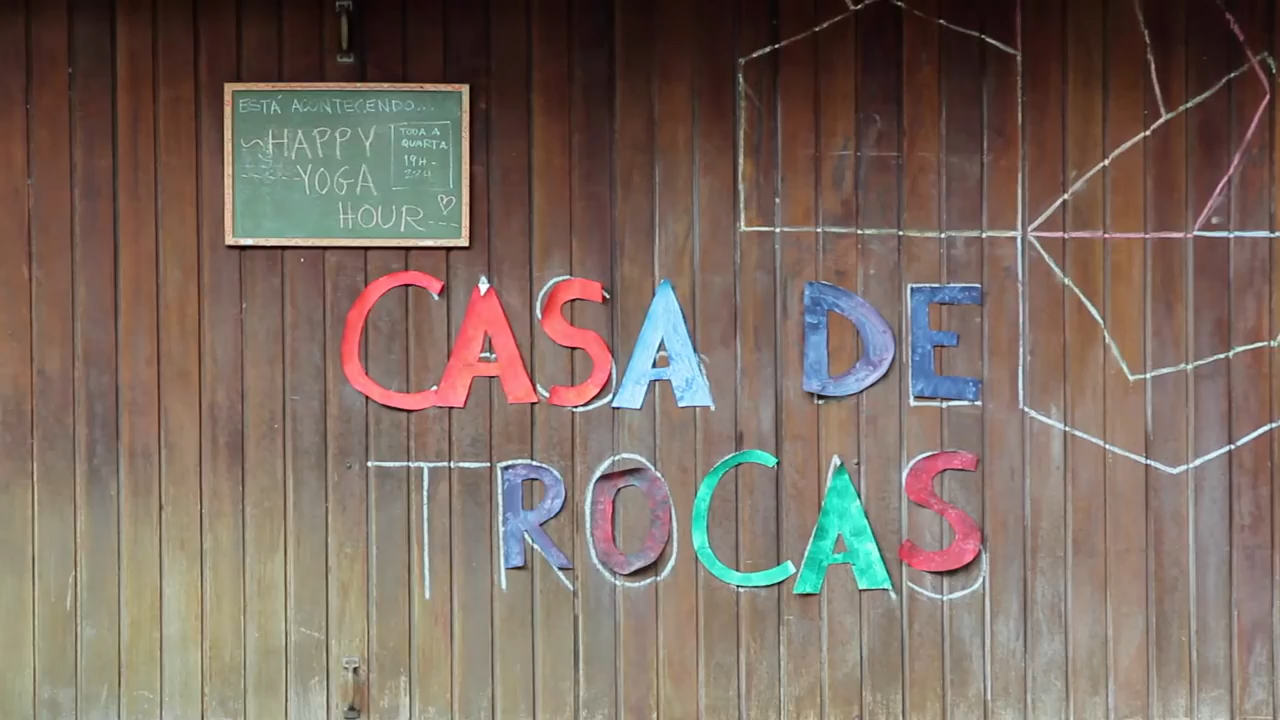 ESTÁ ACONTECENDO...
HAPPY
YOGA
HOUR
TODA A
QUARTA
19H -
22H
CASA DE
TROCAS